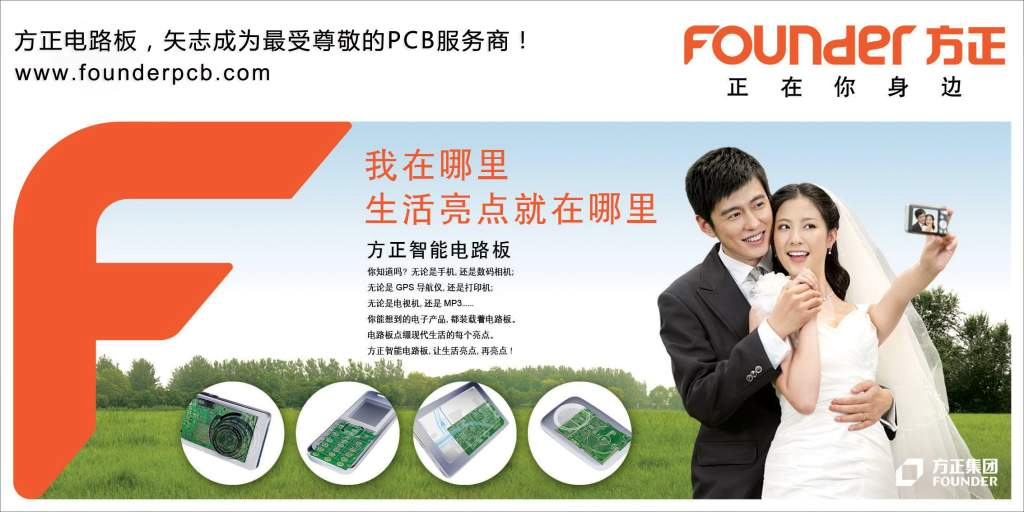 方正电路板，矢志成为最受尊敬的PCB服务商！
www.founderpcb.com
FOUNDER 方正
正在你身边
我在哪里
生活亮点就在哪里
方正智能电路板
你知道吗? 无论是手机, 还是数码相机;
无论是 GPS 导航仪, 还是打印机;
无论是电视机, 还是 MP3.....
你能想到的电子产品, 都装载着电路板。
电路板点缀现代生活的每个亮点。
方正智能电路板, 让生活亮点, 再亮点！
方正集团
FOUNDER